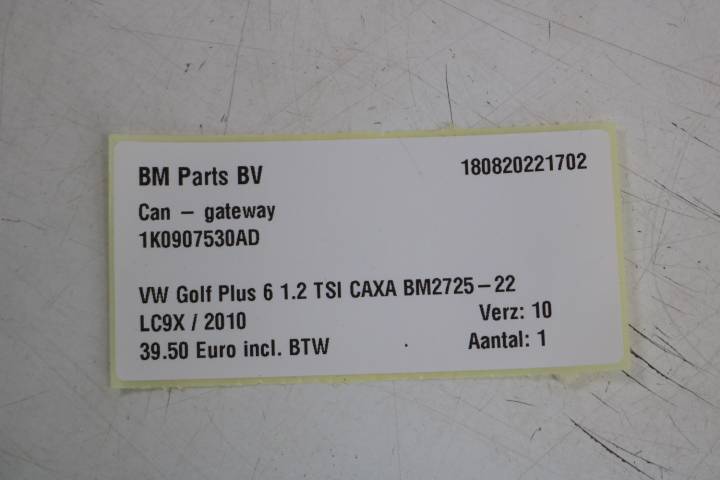 BM Parts BV 180820221702
Can – gateway
1K0907530AD
VW Golf Plus 6 1.2 TSI CAXA BM2725–22
LC9X / 2010 Verz: 10
39.50 Euro incl. BTW Aantal: 1